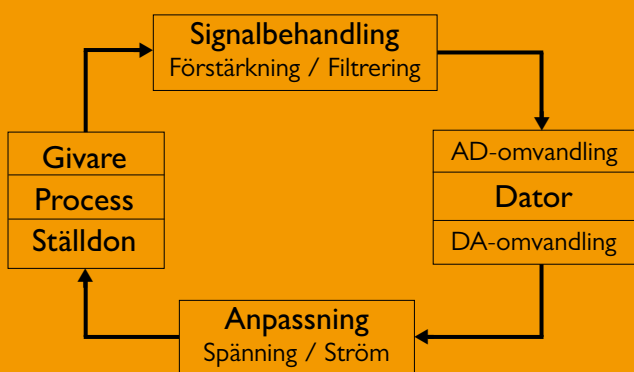 Signalbehandling
Förstärkning / Filtrering
Givare
Process
Ställdon
AD-omvandling
Dator
DA-omvandling
Anpassning
Spänning / Ström